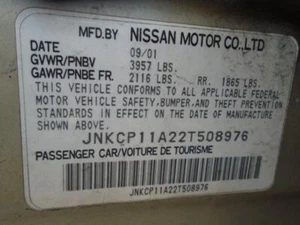 MFD.BY NISSAN MOTOR CO.,LTD
DATE 09/01
GVWR/PNBV 3957 LBS.
GAWR/PNBE FR. 2116 LBS. RR. 1865 LBS.
THIS VEHICLE CONFORMS TO ALL APPLICABLE FEDERAL
MOTOR VEHICLE SAFETY, BUMPER, AND THEFT PREVENTION
STANDARDS IN EFFECT ON THE DATE OF MANUFACTURE
SHOWN ABOVE.
JNKCP11A22T508976
PASSENGER CAR/VOITURE DE TOURISME
JNKCP11A22T508976